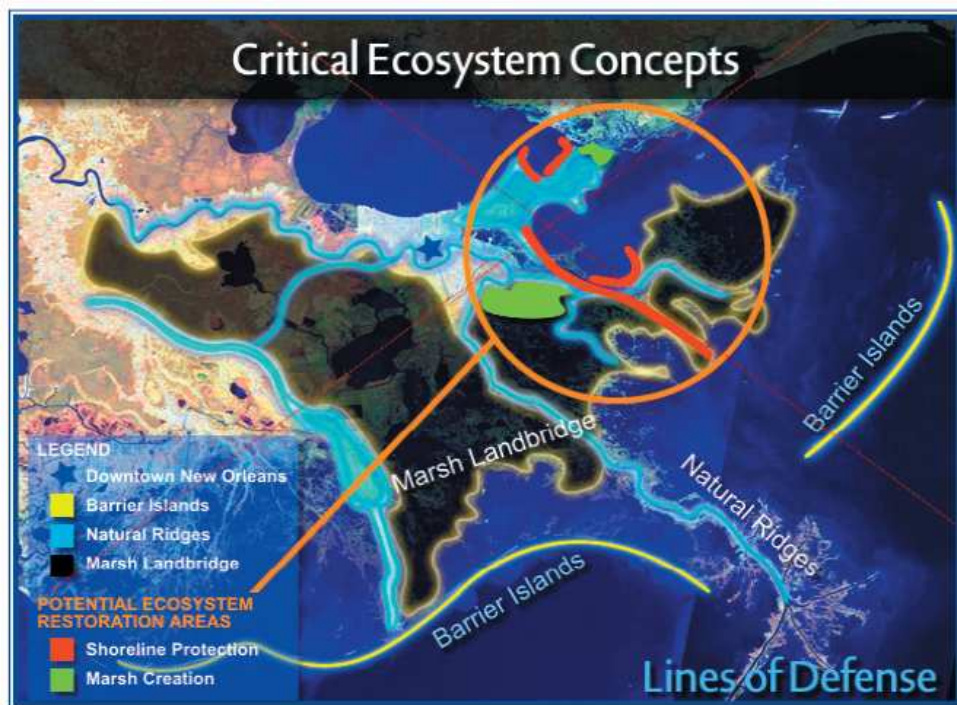 Critical Ecosystem Concepts
Barrier Islands
Marsh Landbridge
Natural Ridges
Barrier Islands
LEGEND
Downtown New Orleans
Barrier Islands
Natural Ridges
Marsh Landbridge
POTENTIAL ECOSYSTEM
RESTORATION AREAS
Shoreline Protection
Marsh Creation
Lines of Defense